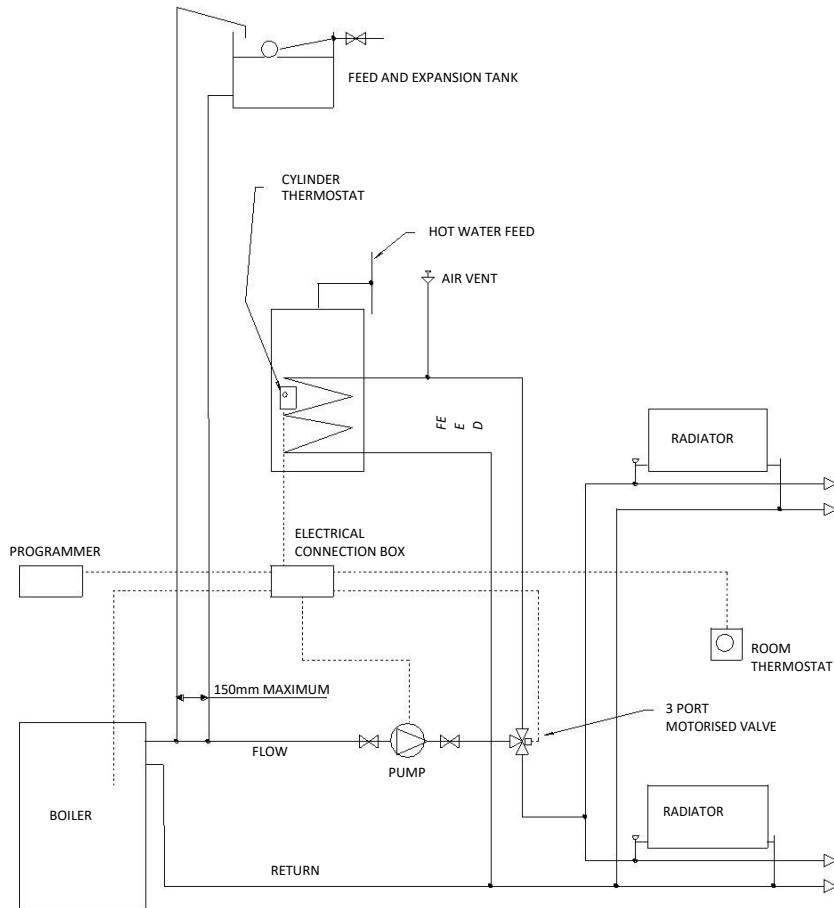 FEED AND EXPANSION TANK
CYLINDER
THERMOSTAT
HOT WATER FEED
AIR VENT
FE
E
D
RADIATOR
PROGRAMMER
ELECTRICAL
CONNECTION BOX
ROOM
THERMOSTAT
150mm MAXIMUM
3 PORT
MOTORISED VALVE
FLOW
PUMP
BOILER
RADIATOR
RETURN